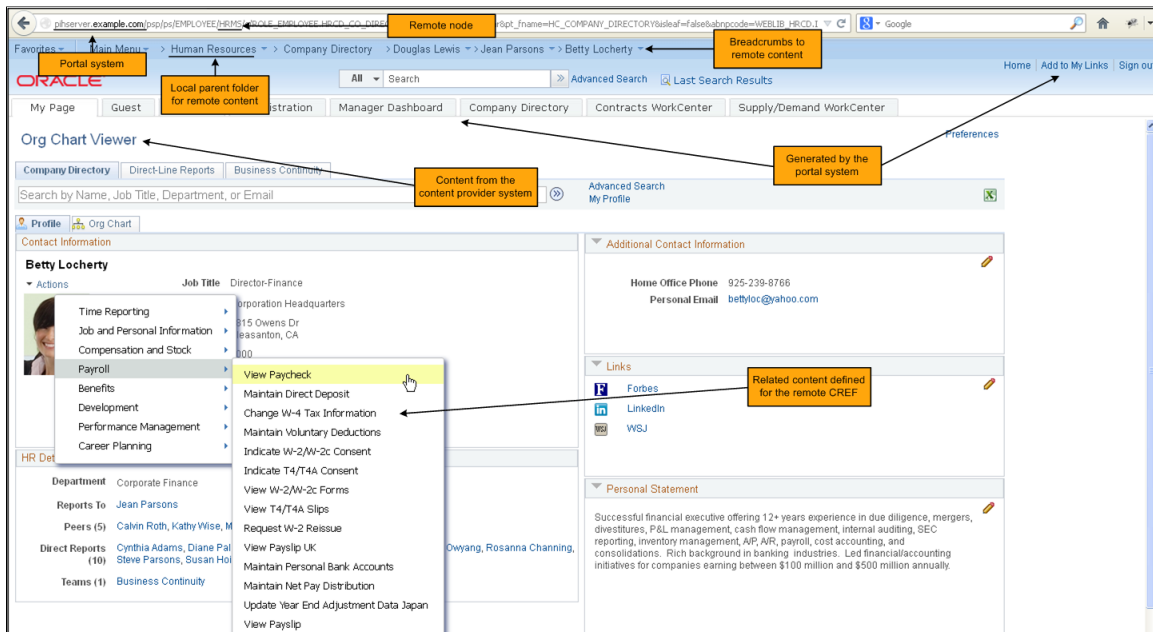 pihserver.example.com/psp/ps/EMPLOYEE/HRMS/c/ROLE_EMPLOYEE.HRCD_CO_DIRE
r&pt_fname=HC_COMPANY_DIRECTORY&isleaf=false&abnpcode=WEBLIB_HRCD.I
Google
Remote node
Favorites Main Menu > Human Resources > Company Directory > Douglas Lewis > Jean Parsons > Betty Locherty
Breadcrumbs to
remote content
Portal system
Home Add to My Links Sign out
ORACLE
Local parent folder
for remote content
All Search Advanced Search Last Search Results
My Page Guest istration Manager Dashboard Company Directory Contracts WorkCenter Supply/Demand WorkCenter
Org Chart Viewer
Preferences
Generated by the
portal system
Company Directory Direct-Line Reports Business Continuity
Content from the
content provider system
Search by Name, Job Title, Department, or Email
Advanced Search
My Profile
Profile Org Chart
Contact Information
Betty Locherty
Actions
Job Title Director-Finance
orporation Headquarters
315 Owens Dr
leasanton, CA
000
Time Reporting
Job and Personal Information
Compensation and Stock
Payroll
Benefits
Development
Performance Management
Career Planning
View Paycheck
Maintain Direct Deposit
Change W-4 Tax Information
Maintain Voluntary Deductions
Indicate W-2/W-2c Consent
Indicate T4/T4A Consent
View W-2/W-2c Forms
View T4/T4A Slips
Request W-2 Reissue
View Payslip UK
Maintain Personal Bank Accounts
Maintain Net Pay Distribution
Update Year End Adjustment Data Japan
View Payslip
Additional Contact Information
Home Office Phone 925-239-8766
Personal Email bettyloc@yahoo.com
Links
Forbes
LinkedIn
WSJ WSJ
Related content defined
for the remote CREF
HR Det
Department Corporate Finance
Reports To Jean Parsons
Peers (5) Calvin Roth, Kathy Wise, M
Direct Reports Cynthia Adams, Diane Pal Owyang, Rosanna Channing,
(10) Steve Parsons, Susan Hoi
Teams (1) Business Continuity
Personal Statement
Successful financial executive offering 12+ years experience in due diligence, mergers,
divestitures, P&L management, cash flow management, internal auditing, SEC
reporting, inventory management, A/P, A/R, payroll, cost accounting, and
consolidations. Rich background in banking industries. Led financial/accounting
initiatives for companies earning between $100 million and $500 million annually.